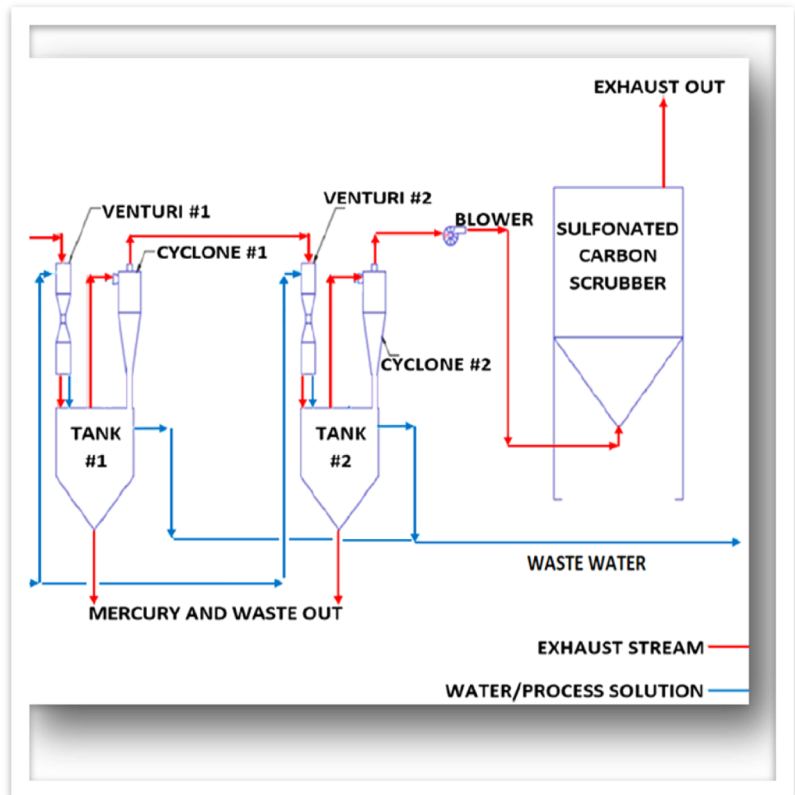 EXHAUST OUT
VENTURI #1
VENTURI #2
BLOWER
CYCLONE #1
SULFONATED
CARBON
SCRUBBER
CYCLONE #2
TANK
#1
TANK
#2
WASTE WATER
MERCURY AND WASTE OUT
EXHAUST STREAM
WATER/PROCESS SOLUTION